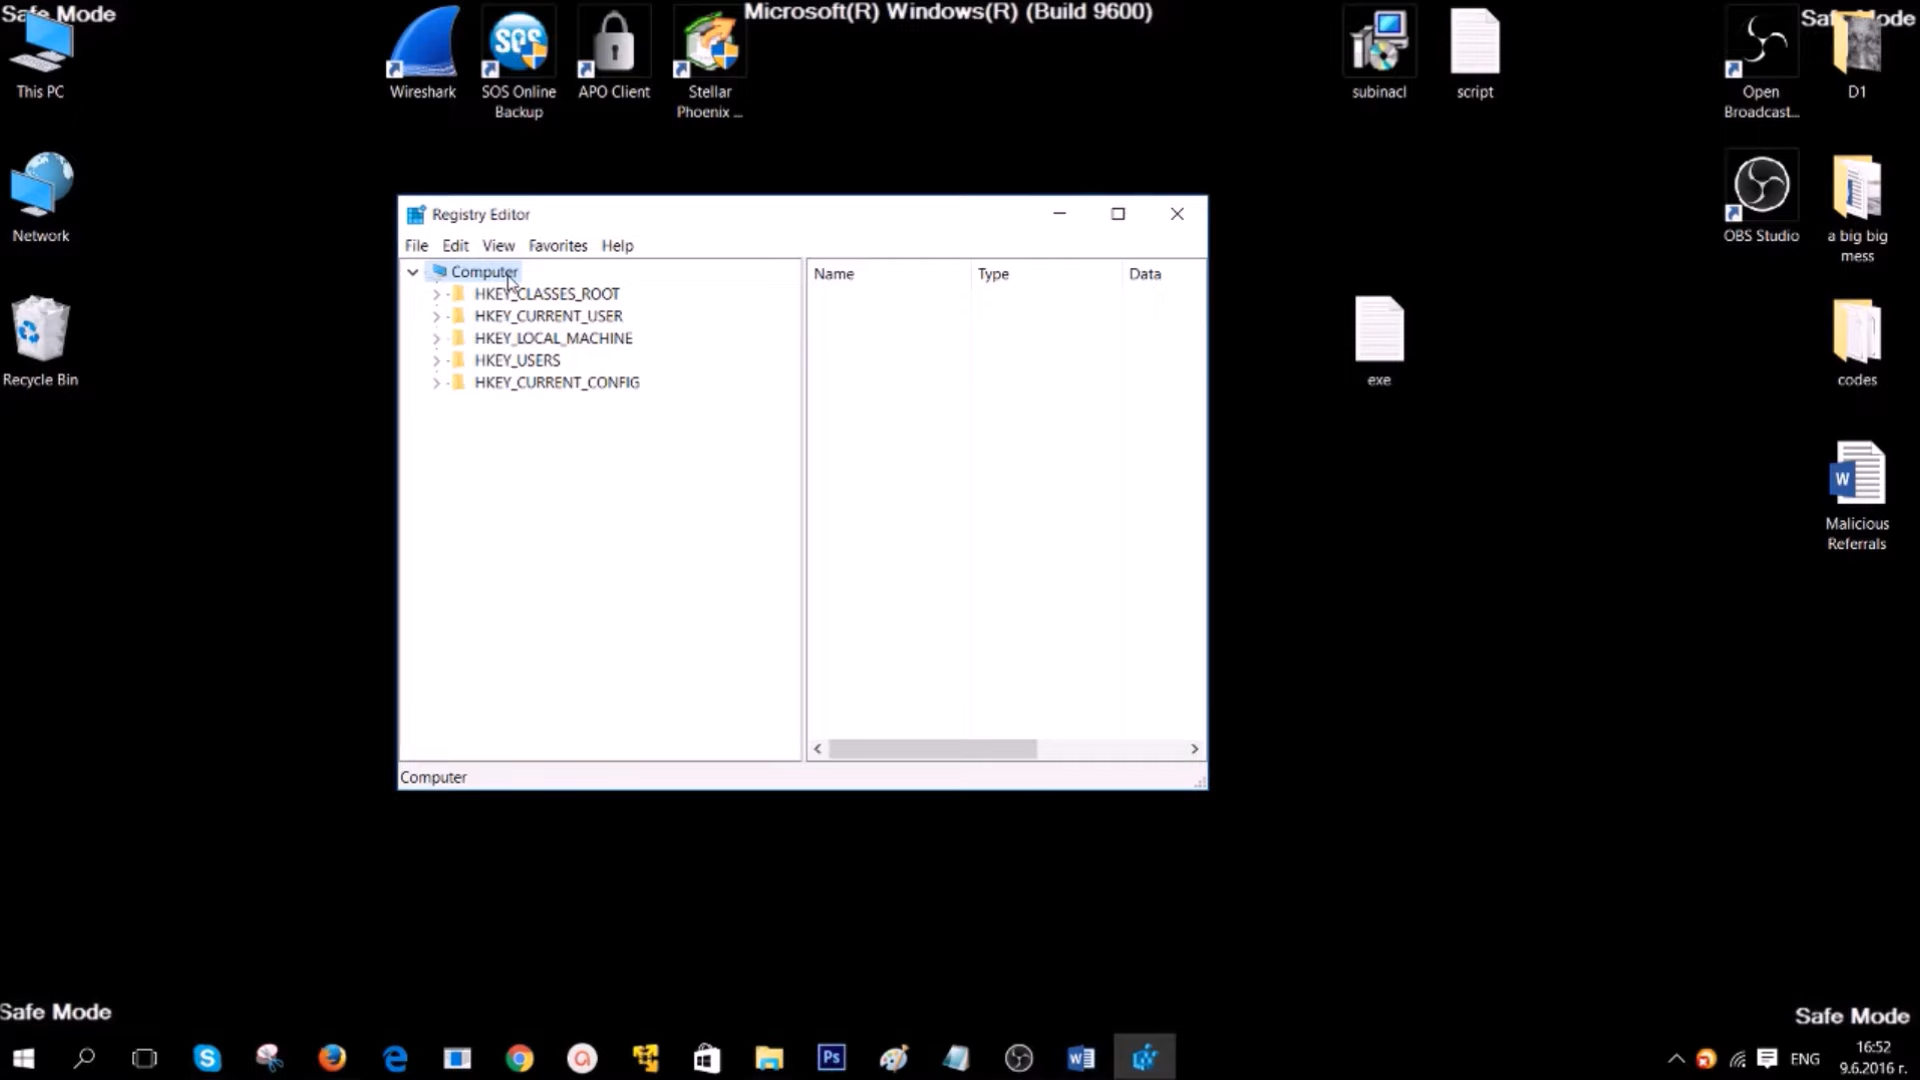 Safe Mode
Microsoft(R) Windows(R) (Build 9600)
Safe Mode
This PC
Wireshark
SOS Online
Backup
APO Client
Stellar
Phoenix ...
subinacl
script
Open
Broadcast...
D1
Network
OBS Studio
a big big
mess
Recycle Bin
exe
codes
W
Malicious
Referrals
Registry Editor
File Edit View Favorites Help
Computer
HKEY_CLASSES_ROOT
HKEY_CURRENT_USER
HKEY_LOCAL_MACHINE
HKEY_USERS
HKEY_CURRENT_CONFIG
Name Type Data
Computer
Safe Mode
Safe Mode
ENG
16:52
9.6.2016 г.
SOS
S
a
Ps
W